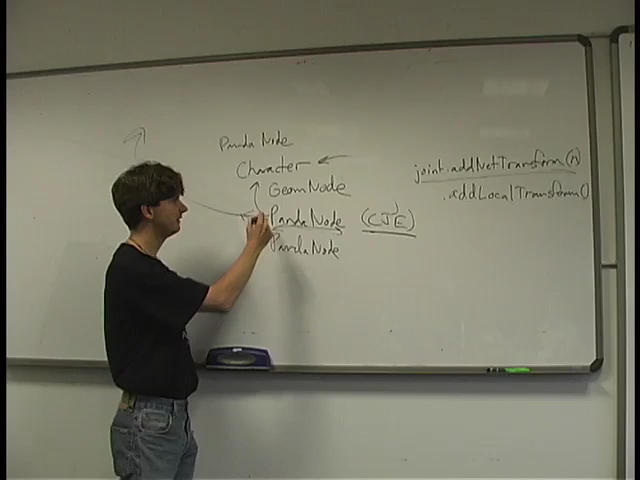 Panda Node
Character
GeomNode
PandaNode (CJE)
PandaNode
joint.addNetTransform(n)
.addLocalTransform()